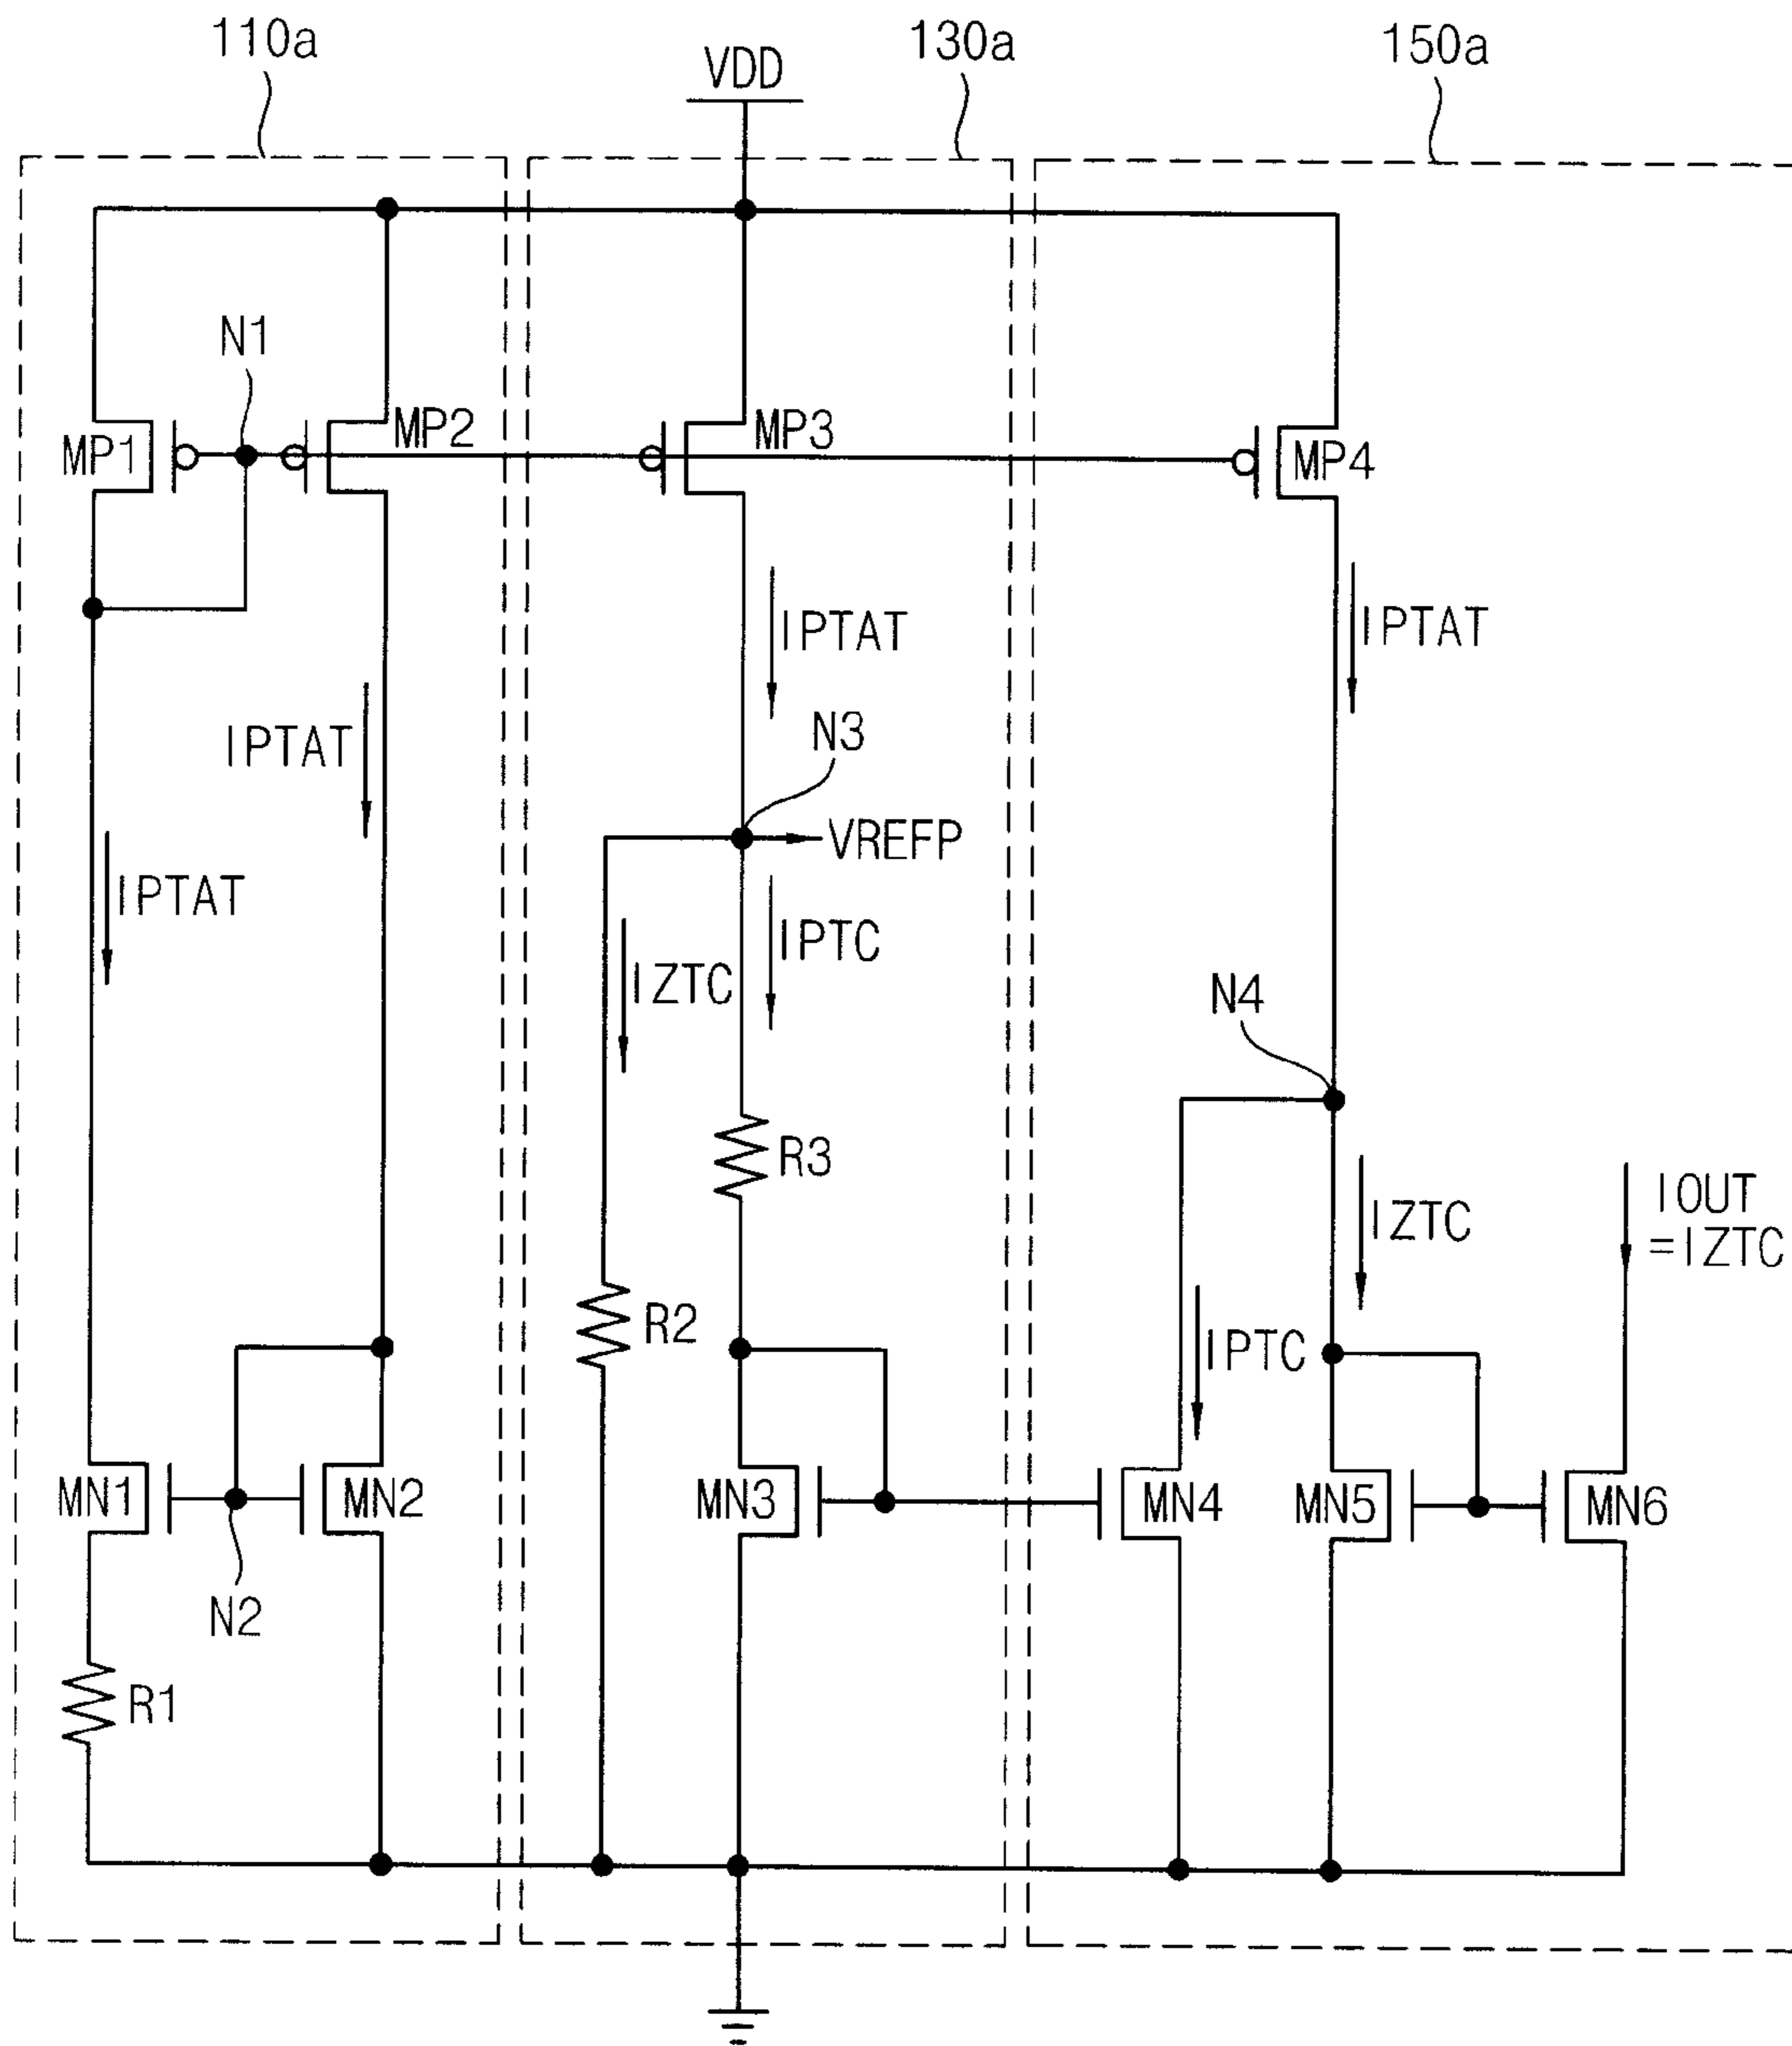 110a
VDD
130a
150a
N1
MP1
MP2
MP3
MP4
IPTAT
IPTAT
IPTAT
N3
IPTAT
VREFP
IZTC
IPTC
N4
R3
IZTC
IOUT
=IZTC
R2
IPTC
MN1
MN2
MN3
MN4
MN5
MN6
N2
R1